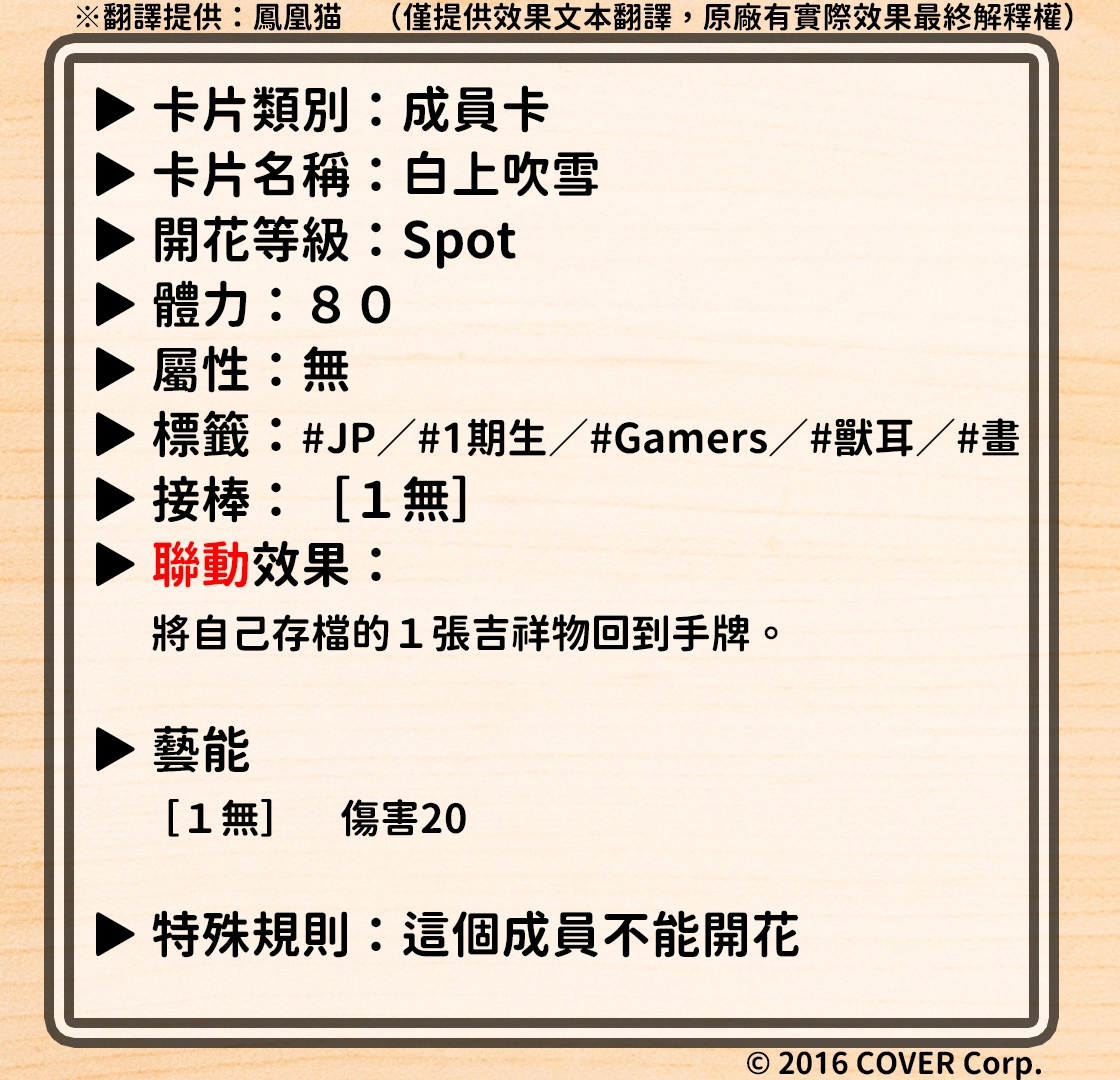 ※翻譯提供：鳳凰猫　（僅提供效果文本翻譯，原廠有實際效果最終解釋權）
▶ 卡片類別：成員卡
▶ 卡片名稱：白上吹雪
▶ 開花等級：Spot
▶ 體力：８０
▶ 屬性：無
▶ 標籤：#JP／#1期生／#Gamers／#獸耳／#畫
▶ 接棒：［１無］
▶ 聯動效果：
將自己存檔的１張吉祥物回到手牌。
▶ 藝能
［１無］　傷害20
▶ 特殊規則：這個成員不能開花
© 2016 COVER Corp.